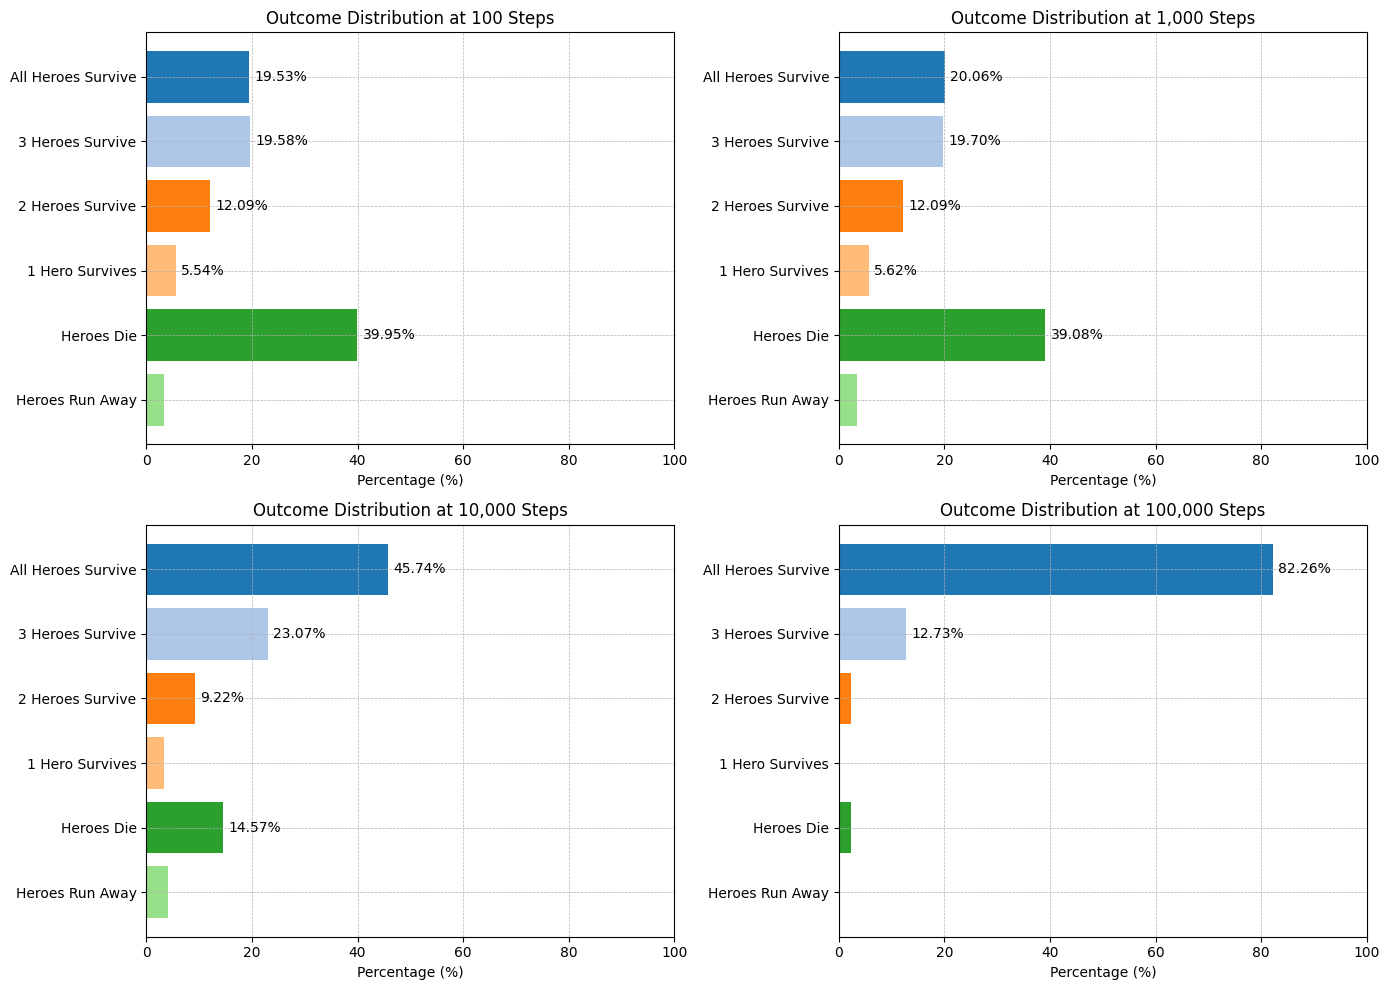 Outcome Distribution at 100 Steps
All Heroes Survive
19.53%
3 Heroes Survive
19.58%
2 Heroes Survive
12.09%
1 Hero Survives
5.54%
Heroes Die
39.95%
Heroes Run Away
0 20 40 60 80 100
Percentage (%)
Outcome Distribution at 1,000 Steps
All Heroes Survive
20.06%
3 Heroes Survive
19.70%
2 Heroes Survive
12.09%
1 Hero Survives
5.62%
Heroes Die
39.08%
Heroes Run Away
0 20 40 60 80 100
Percentage (%)
Outcome Distribution at 10,000 Steps
All Heroes Survive
45.74%
3 Heroes Survive
23.07%
2 Heroes Survive
9.22%
1 Hero Survives
Heroes Die
14.57%
Heroes Run Away
0 20 40 60 80 100
Percentage (%)
Outcome Distribution at 100,000 Steps
All Heroes Survive
82.26%
3 Heroes Survive
12.73%
2 Heroes Survive
1 Hero Survives
Heroes Die
Heroes Run Away
0 20 40 60 80 100
Percentage (%)